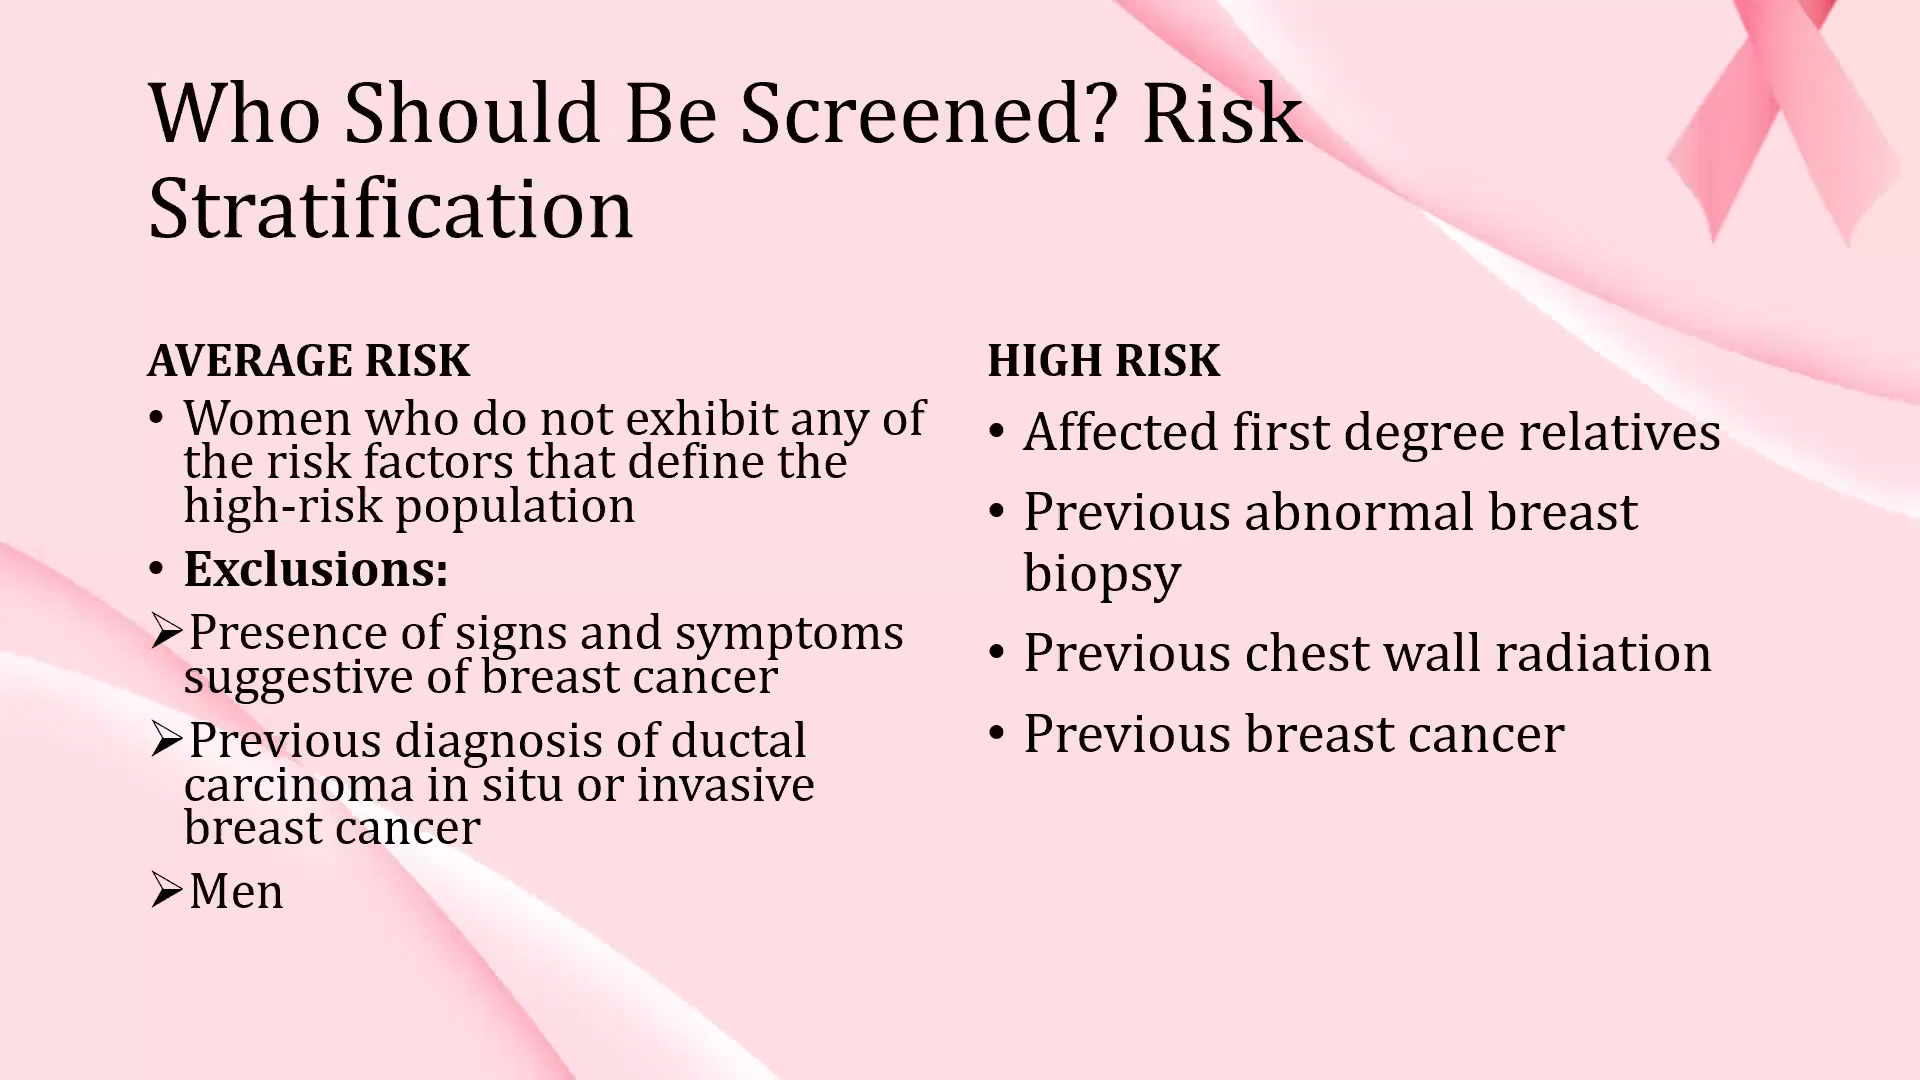 Who Should Be Screened? Risk
Stratification
AVERAGE RISK
• Women who do not exhibit any of
the risk factors that define the
high-risk population
• Exclusions:
➢Presence of signs and symptoms
suggestive of breast cancer
➢Previous diagnosis of ductal
carcinoma in situ or invasive
breast cancer
➢Men
HIGH RISK
• Affected first degree relatives
• Previous abnormal breast
biopsy
• Previous chest wall radiation
• Previous breast cancer